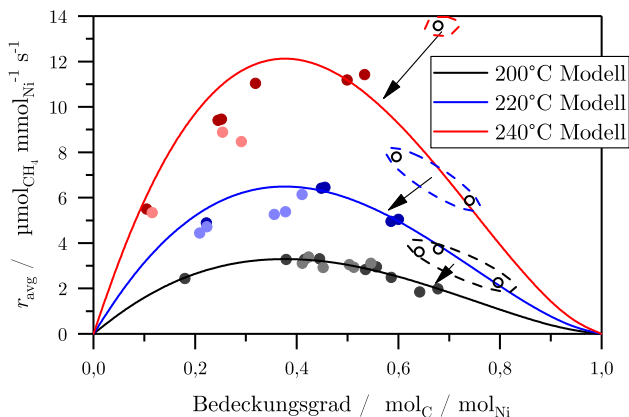 14
12
10
8
6
4
2
0
r_avg / μmol_CH₄ mmol_Ni⁻¹ s⁻¹
200°C Modell
220°C Modell
240°C Modell
0,0 0,2 0,4 0,6 0,8 1,0
Bedeckungsgrad / mol_C / mol_Ni